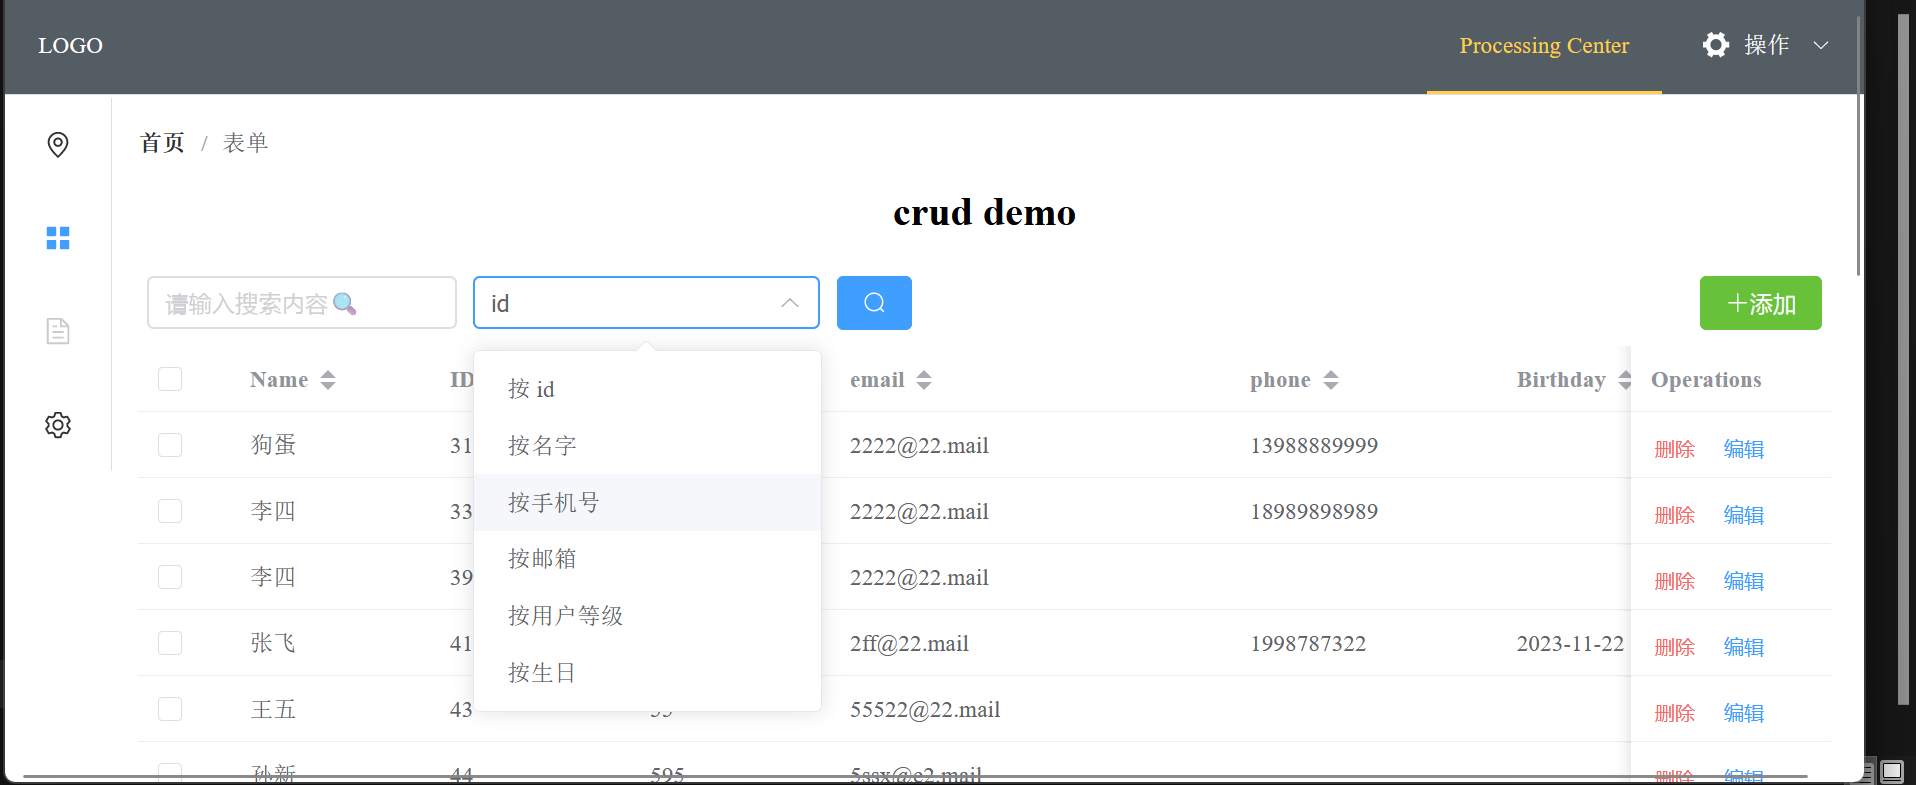 LOGO
Processing Center
操作
首页 / 表单
crud demo
请输入搜索内容🔍
id
十添加
按 id
按名字
按手机号
按邮箱
按用户等级
按生日
Name ID email phone Birthday Operations
狗蛋 31 2222@22.mail 13988889999 删除 编辑
李四 33 2222@22.mail 18989898989 删除 编辑
李四 39 2222@22.mail 删除 编辑
张飞 41 2ff@22.mail 1998787322 2023-11-22 删除 编辑
王五 43 55522@22.mail 删除 编辑
孙新 44 595 5ssx@e2.mail 删除 编辑